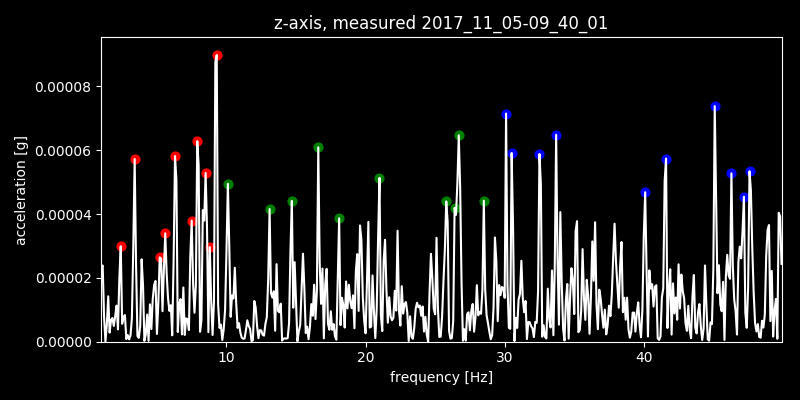 z-axis, measured 2017_11_05-09_40_01
0.00008
0.00006
0.00004
0.00002
0.00000
acceleration [g]
10 20 30 40
frequency [Hz]